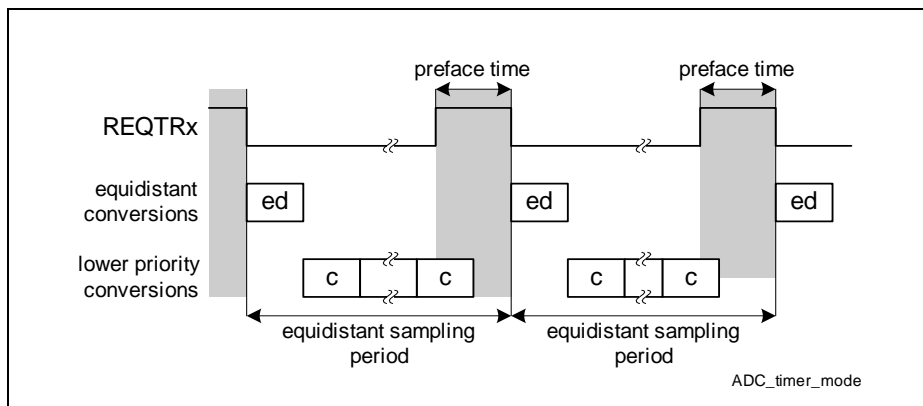 preface time
preface time
REQTRx
equidistant
conversions
ed
ed
ed
lower priority
conversions
c
c
c
c
equidistant sampling
period
equidistant sampling
period
ADC_timer_mode